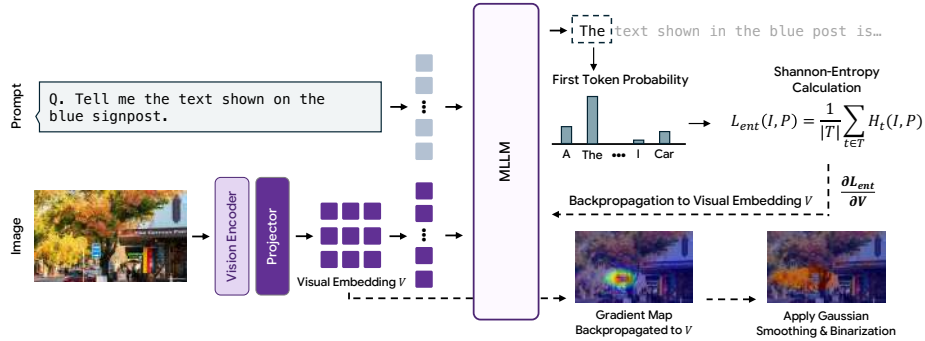 The text shown in the blue post is…
First Token Probability
A The ••• I Car
Shannon-Entropy
Calculation
L_ent(I, P) = 1/|T| ∑_{t∈T} H_t(I, P)
∂L_ent/∂V
Backpropagation to Visual Embedding V
Prompt
Q. Tell me the text shown on the
blue signpost.
MLLM
Image
Vision Encoder
Projector
Visual Embedding V
Gradient Map
Backpropagated to V
Apply Gaussian
Smoothing & Binarization